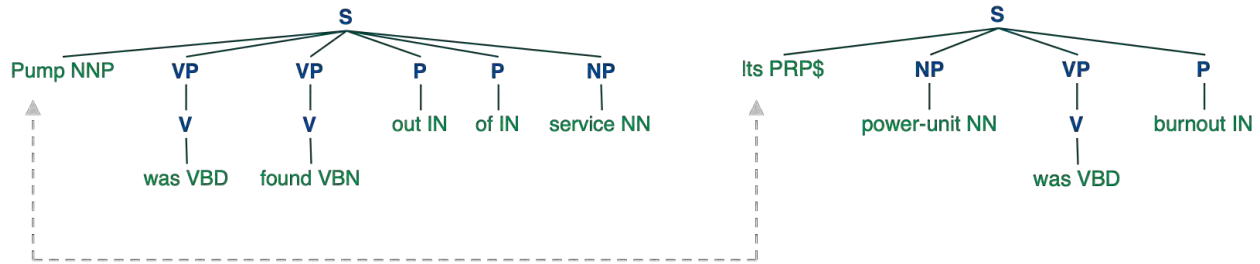 S S
Pump NNP VP VP P P NP Its PRP$ NP VP P
V V out IN of IN service NN power-unit NN V burnout IN
was VBD found VBN was VBD